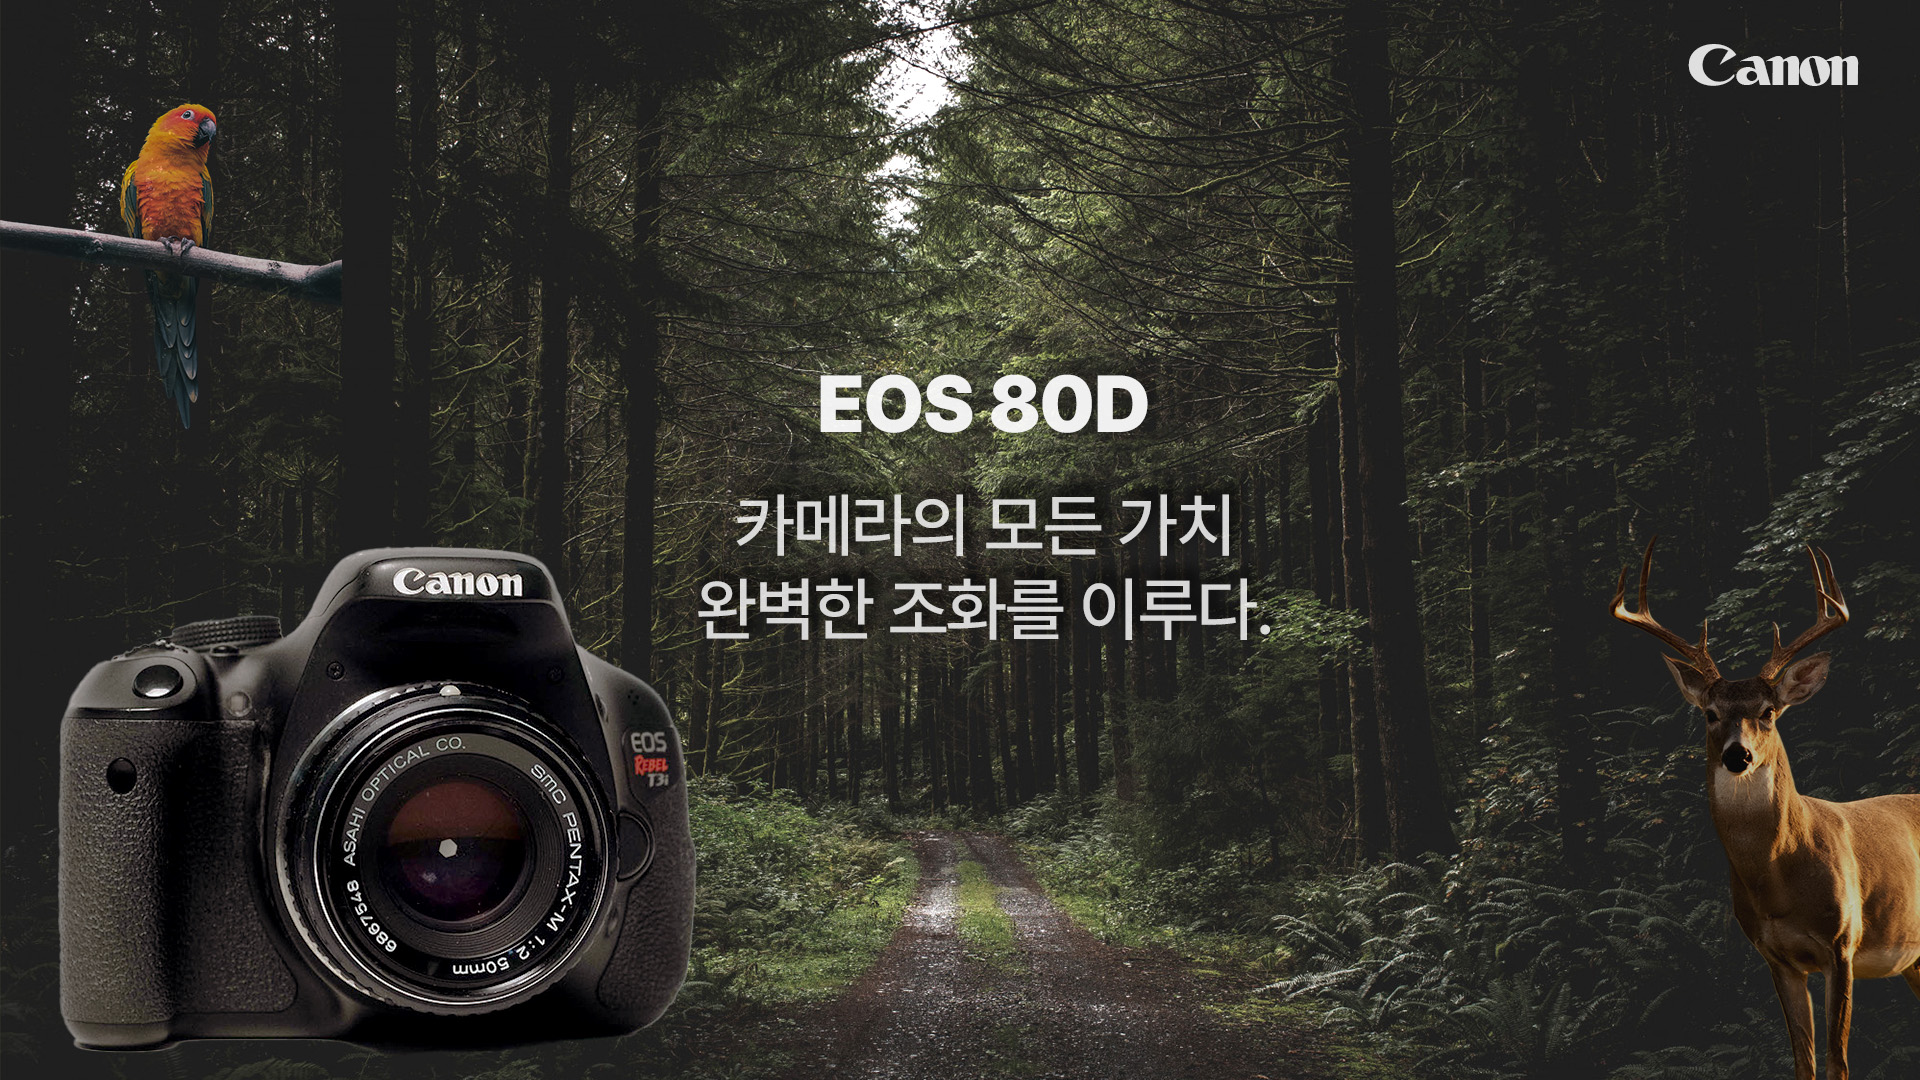 Canon
EOS 80D
카메라의 모든 가치
완벽한 조화를 이루다.
Canon
EOS
REBEL
T3i
ASAHI OPTICAL CO.
SMC PENTAX-M 1:2 50mm
6867548